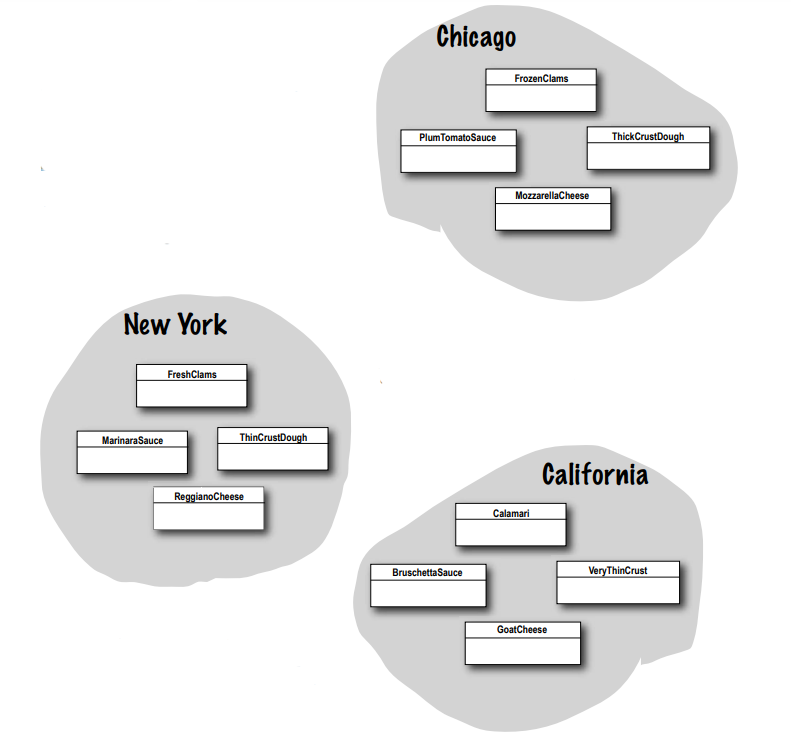 Chicago
FrozenClams
PlumTomatoSauce
ThickCrustDough
MozzarellaCheese
New York
FreshClams
MarinaraSauce
ThinCrustDough
ReggianoCheese
California
Calamari
BruschettaSauce
VeryThinCrust
GoatCheese